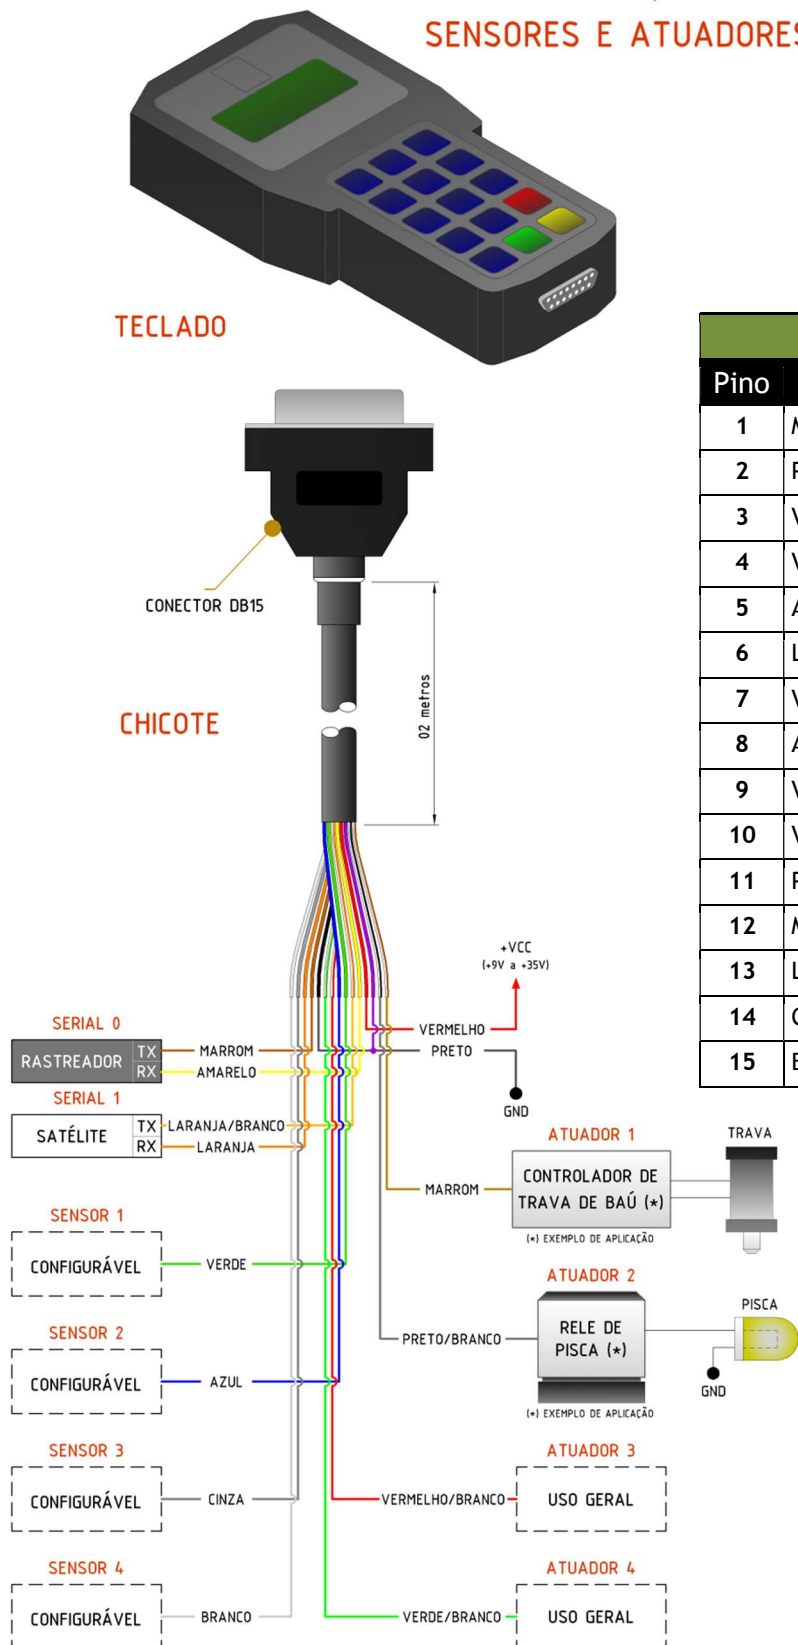 SENSORES E ATUADORES
TECLADO
CONECTOR DB15
CHICOTE
02 metros
Pino
1
2
3
4
5
6
7
8
9
10
11
12
13
14
15
+VCC
(+9V a +35V)
VERMELHO
PRETO
GND
SERIAL 0
RASTREADOR
TX
RX
MARROM
AMARELO
SERIAL 1
SATÉLITE
TX
RX
LARANJA/BRANCO
LARANJA
ATUADOR 1
TRAVA
MARROM
CONTROLADOR DE
TRAVA DE BAÚ (*)
(*) EXEMPLO DE APLICAÇÃO
SENSOR 1
CONFIGURÁVEL
VERDE
ATUADOR 2
PISCA
PRETO/BRANCO
RELE DE
PISCA (*)
GND
(*) EXEMPLO DE APLICAÇÃO
SENSOR 2
CONFIGURÁVEL
AZUL
SENSOR 3
CONFIGURÁVEL
CINZA
ATUADOR 3
VERMELHO/BRANCO
USO GERAL
SENSOR 4
CONFIGURÁVEL
BRANCO
ATUADOR 4
VERDE/BRANCO
USO GERAL